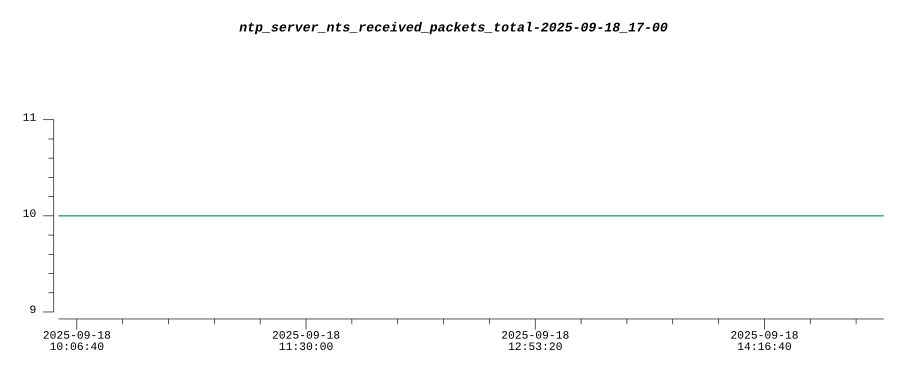 ntp_server_nts_received_packets_total-2025-09-18_17-00
11
10
9
2025-09-18 2025-09-18 2025-09-18 2025-09-18
10:06:40 11:30:00 12:53:20 14:16:40